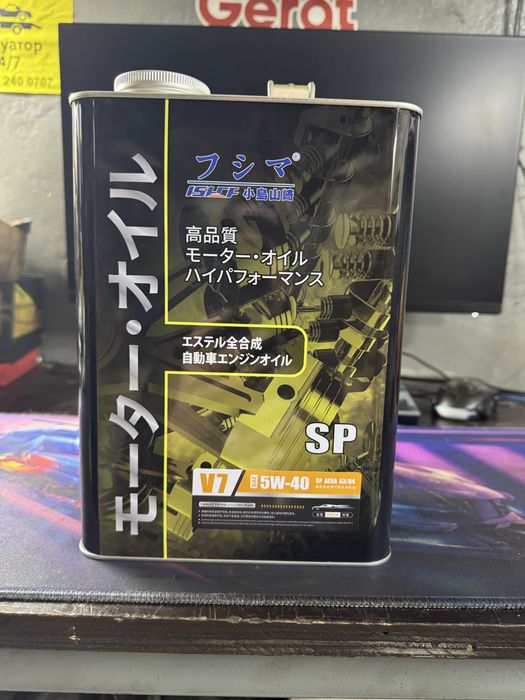 Gerat
уатор
4/7
240 0707
モーター・オイル
フシマ
小島山崎
高品質
モーター・オイル
ハイパフォーマンス
エステル全合成
自動車エンジンオイル
SP
V7
5W-40
SP ACEA A3/B4